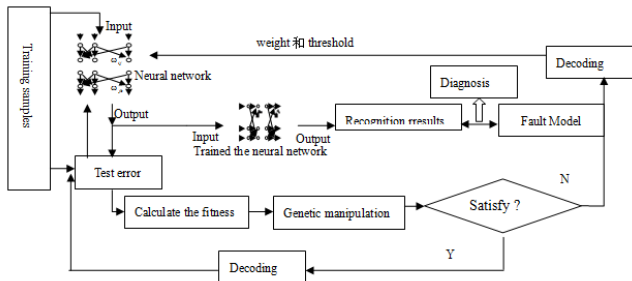 Training samples
Input
weight 和 threshold
Decoding
Neural network
Diagnosis
Output
Input
Output
Recognition rresults
Fault Model
Trained the neural network
Test error
N
Calculate the fitness
Genetic manipulation
Satisfy ?
Y
Decoding